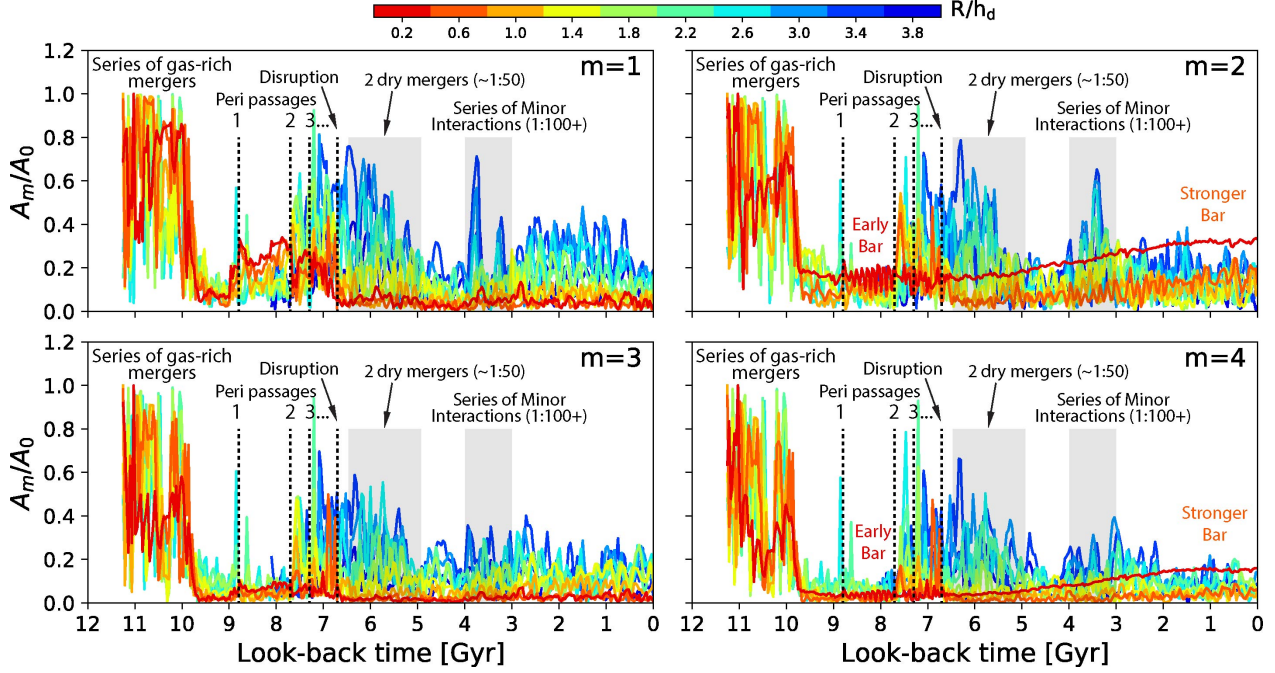 R/h_d
0.2 0.6 1.0 1.4 1.8 2.2 2.6 3.0 3.4 3.8
m=1
Series of gas-rich
mergers
Disruption
2 dry mergers (~1:50)
Peri passages
1 2 3...
Series of Minor
Interactions (1:100+)
A_m/A_0
1.2
1.0
0.8
0.6
0.4
0.2
0.0
m=2
Series of gas-rich
mergers
Disruption
2 dry mergers (~1:50)
Peri passages
1 2 3...
Series of Minor
Interactions (1:100+)
Early
Bar
Stronger
Bar
m=3
Series of gas-rich
mergers
Disruption
2 dry mergers (~1:50)
Peri passages
1 2 3...
Series of Minor
Interactions (1:100+)
A_m/A_0
1.2
1.0
0.8
0.6
0.4
0.2
0.0
12 11 10 9 8 7 6 5 4 3 2 1 0
Look-back time [Gyr]
m=4
Series of gas-rich
mergers
Disruption
2 dry mergers (~1:50)
Peri passages
1 2 3...
Series of Minor
Interactions (1:100+)
Early
Bar
Stronger
Bar
12 11 10 9 8 7 6 5 4 3 2 1 0
Look-back time [Gyr]